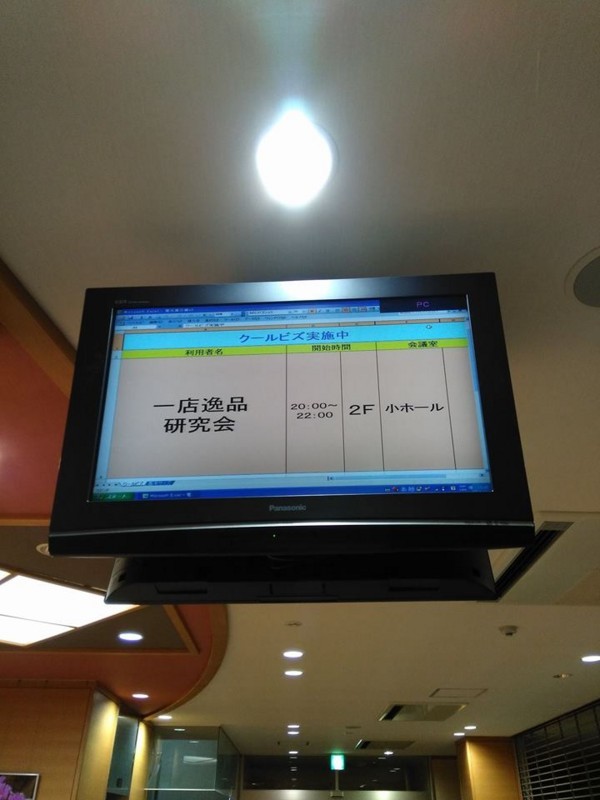 PC
クールビズ実施中
利用者名 開始時間 会議室
一店逸品
研究会
20:00～
22:00
2F
小ホール
Panasonic